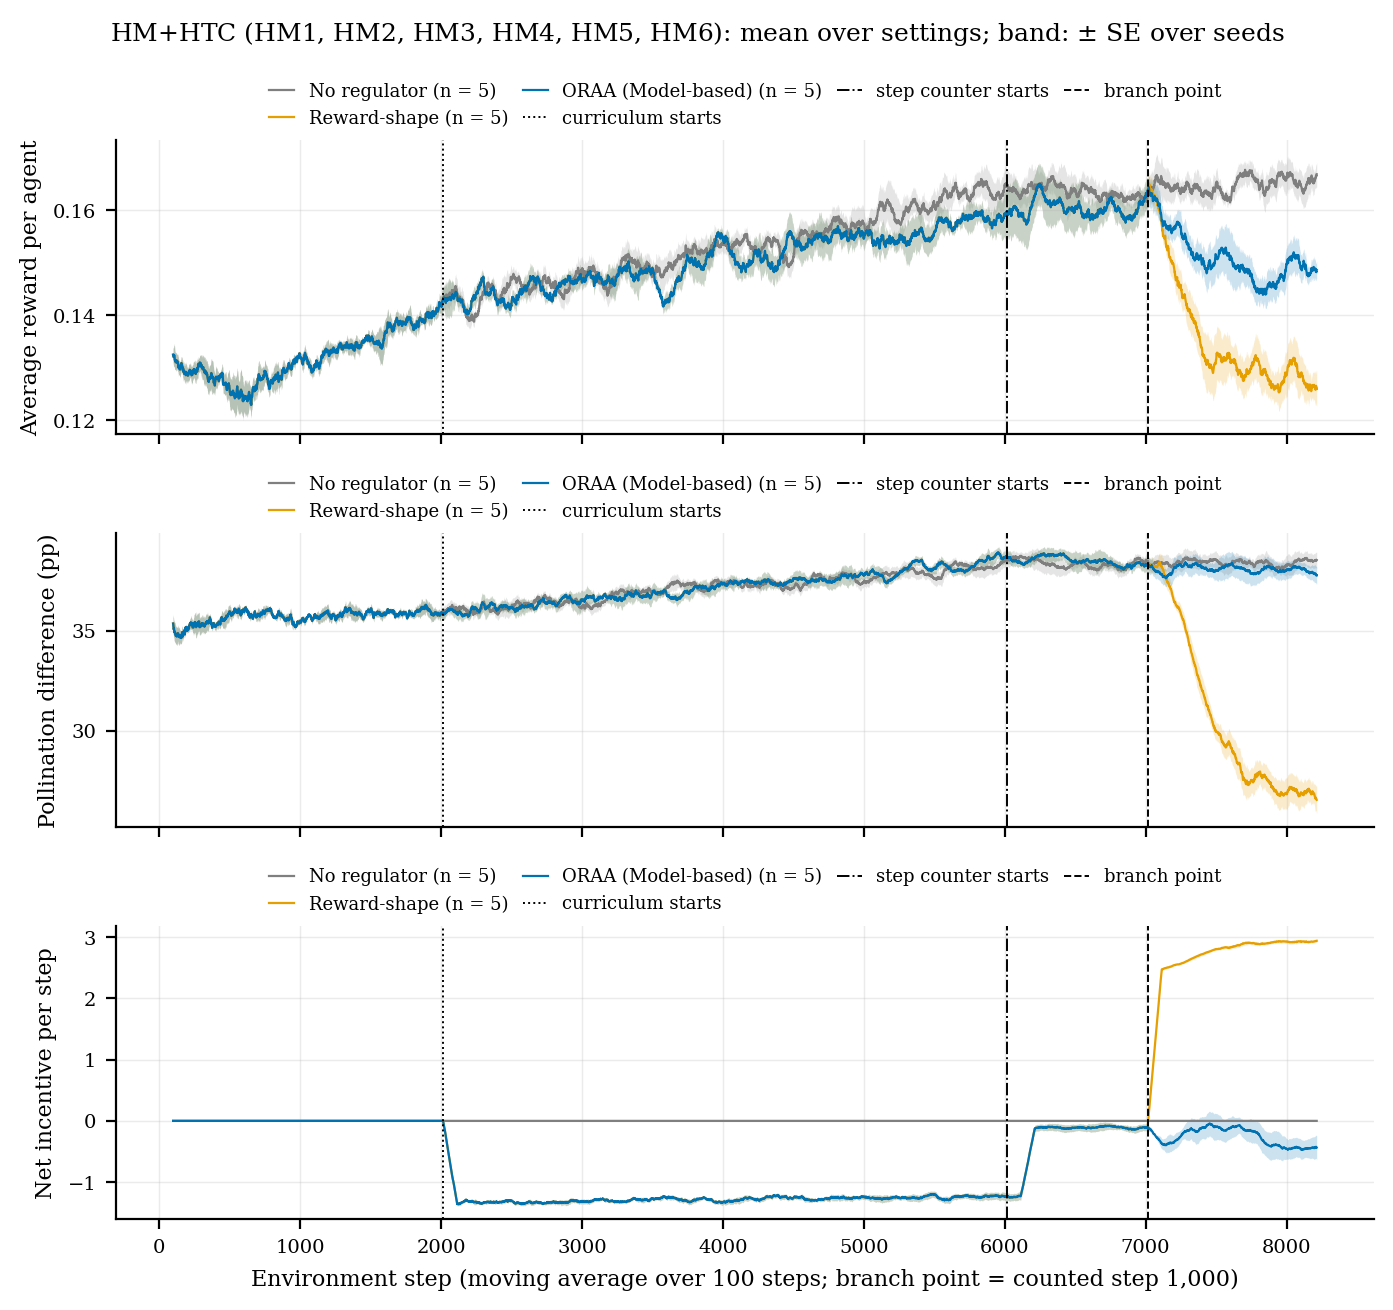 HM+HTC (HM1, HM2, HM3, HM4, HM5, HM6): mean over settings; band: ± SE over seeds
No regulator (n = 5)
Reward-shape (n = 5)
ORAA (Model-based) (n = 5)
curriculum starts
step counter starts
branch point
Average reward per agent
0.16
0.14
0.12
No regulator (n = 5)
Reward-shape (n = 5)
ORAA (Model-based) (n = 5)
curriculum starts
step counter starts
branch point
Pollination difference (pp)
35
30
No regulator (n = 5)
Reward-shape (n = 5)
ORAA (Model-based) (n = 5)
curriculum starts
step counter starts
branch point
Net incentive per step
3
2
1
0
−1
0 1000 2000 3000 4000 5000 6000 7000 8000
Environment step (moving average over 100 steps; branch point = counted step 1,000)